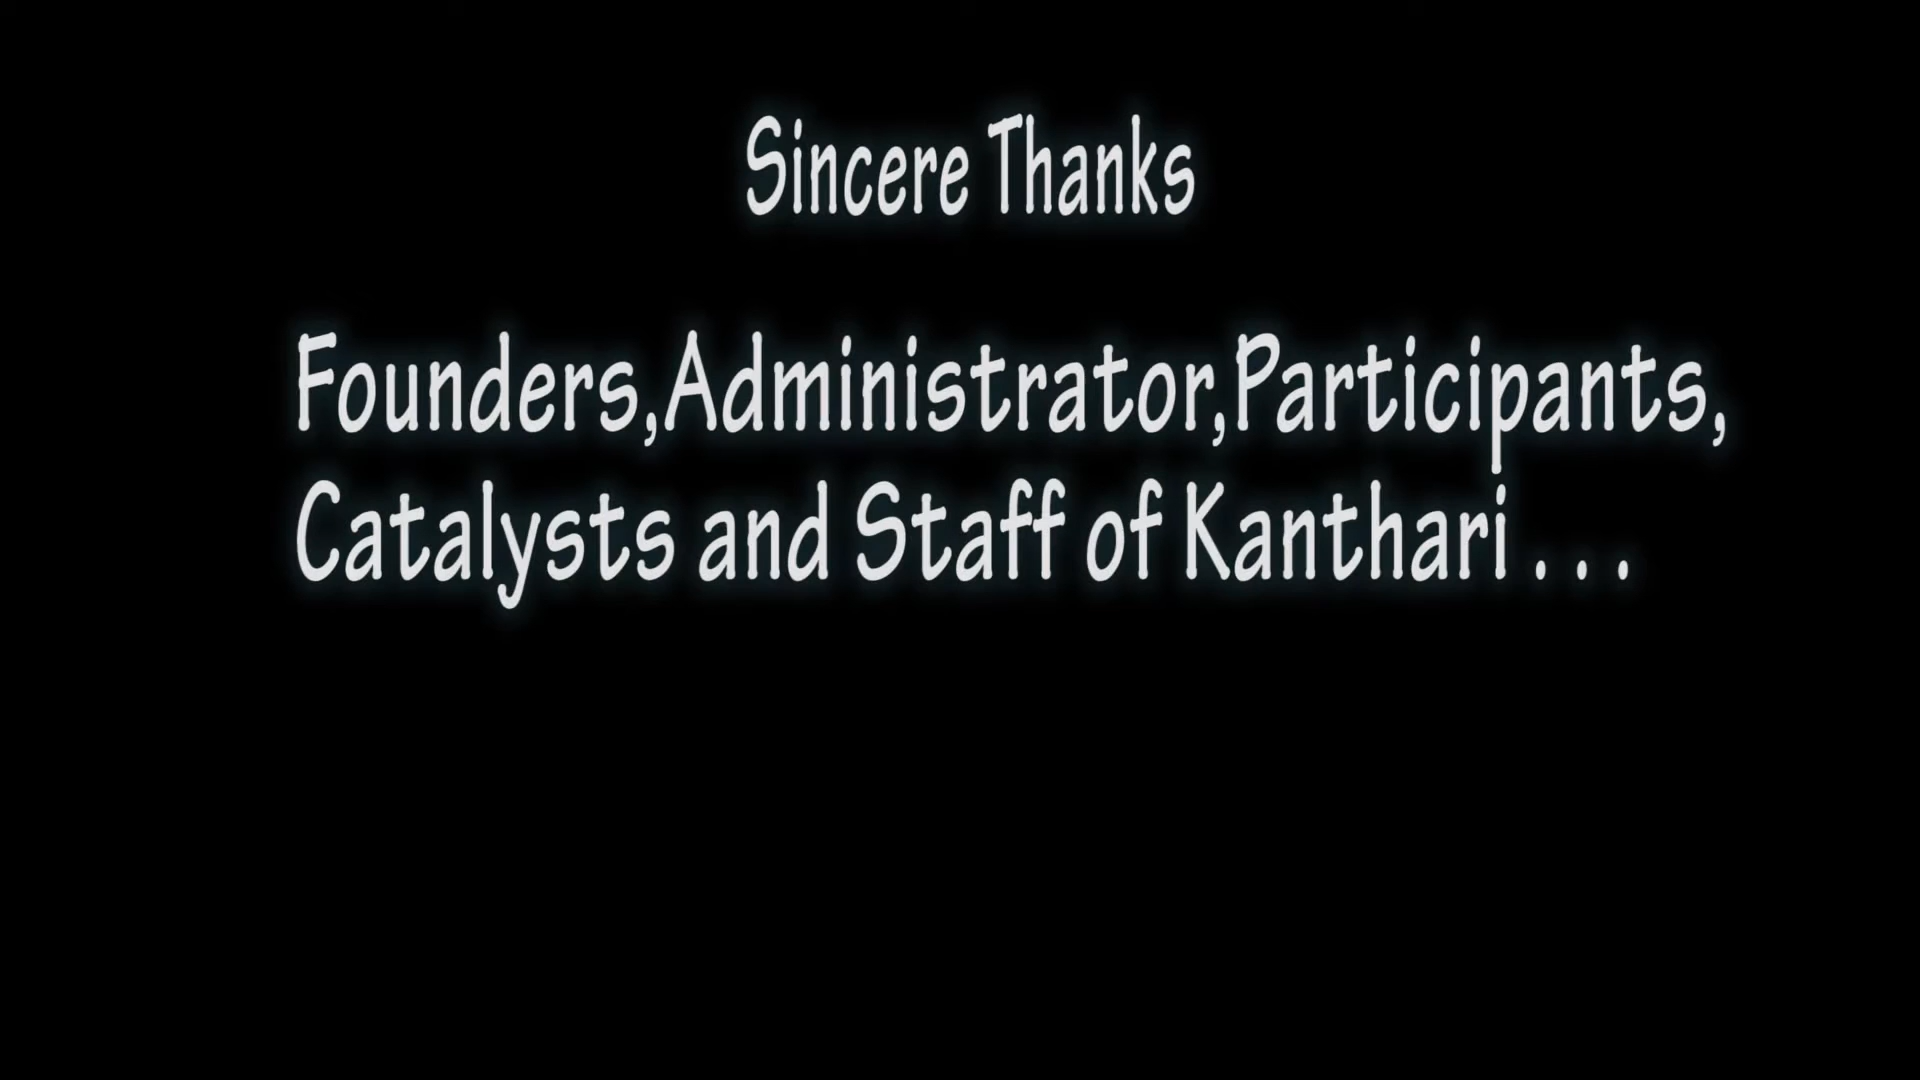 Sincere Thanks
Founders,Administrator,Participants,
Catalysts and Staff of Kanthari . . .